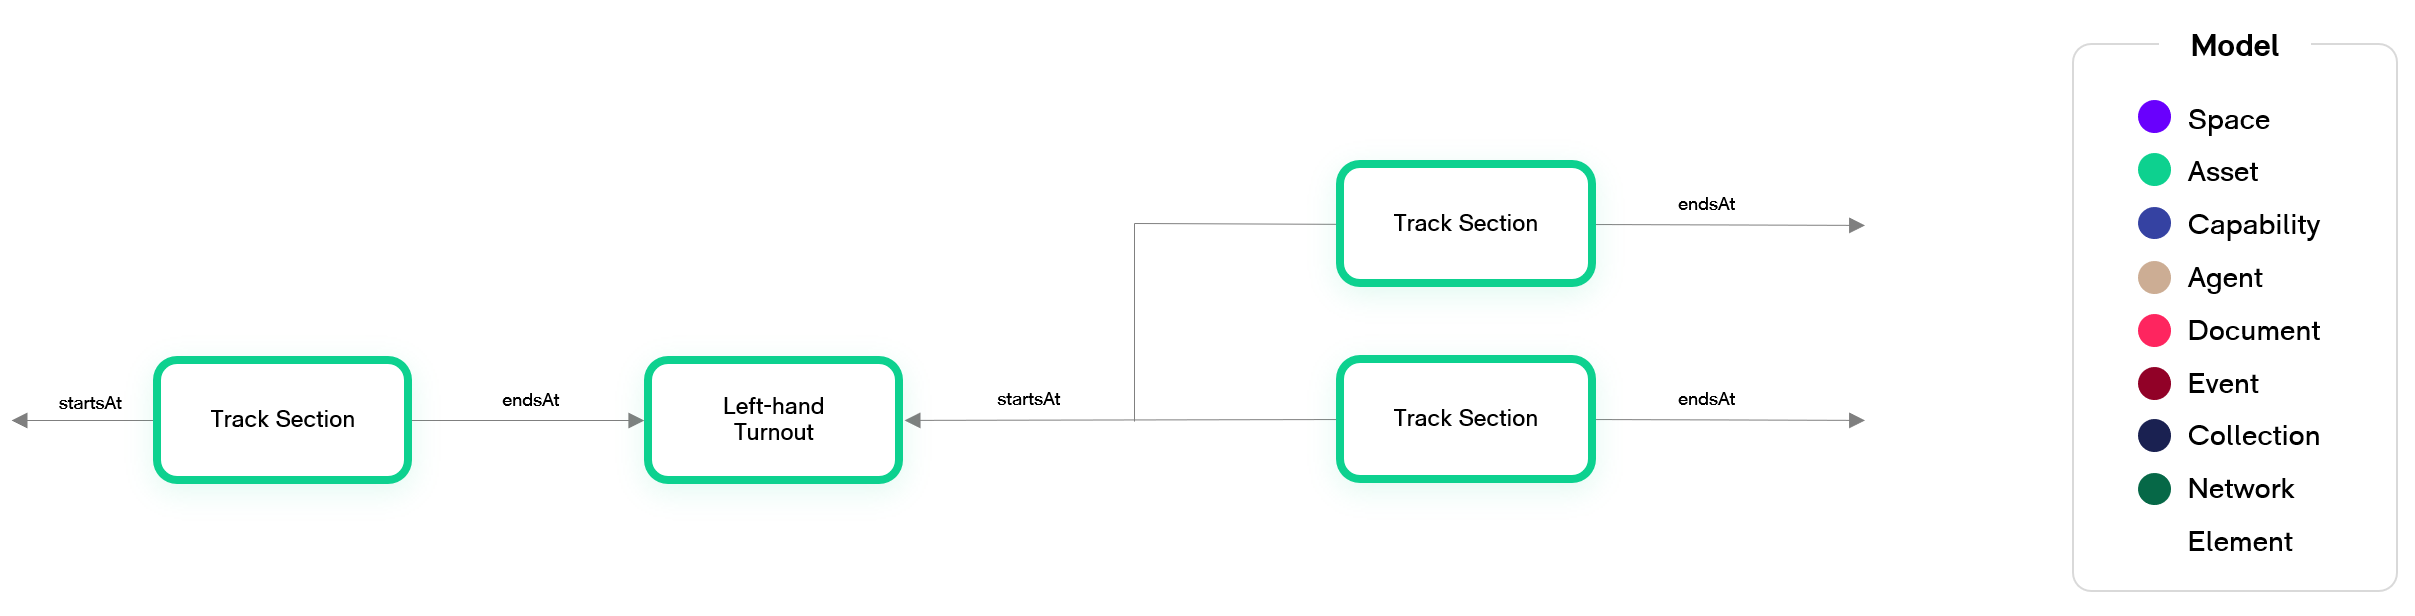 Model
Space
Asset
Capability
Agent
Document
Event
Collection
Network
Element
Track Section
endsAt
startsAt
Track Section
endsAt
Left-hand
Turnout
startsAt
Track Section
endsAt